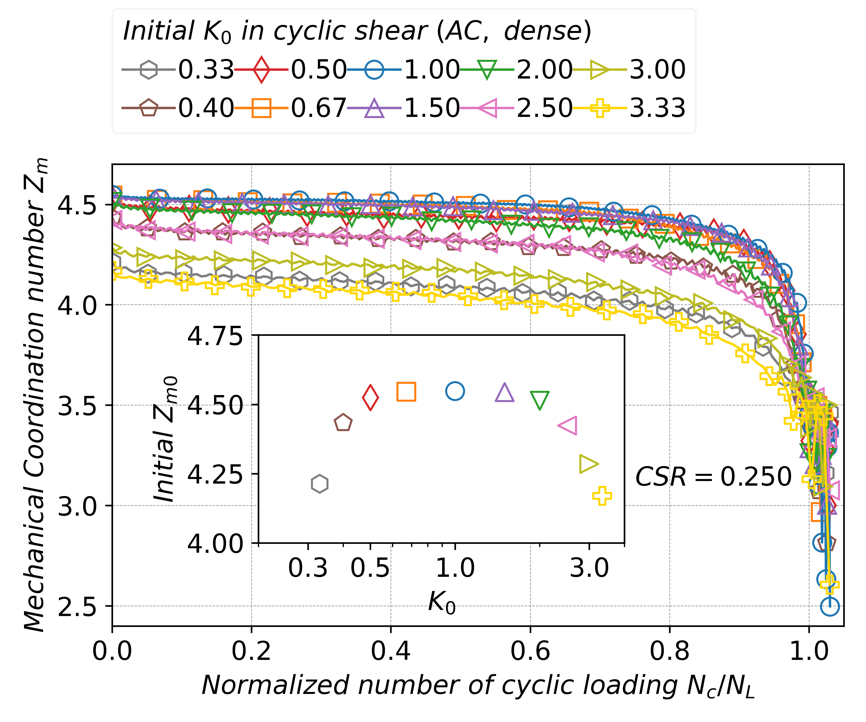 Initial K₀ in cyclic shear (AC, dense)
0.33 0.50 1.00 2.00 3.00
0.40 0.67 1.50 2.50 3.33
Mechanical Coordination number Zₘ
4.5
4.0
3.5
3.0
2.5
Initial Zₘ₀
4.75
4.50
4.25
4.00
0.3 0.5 1.0 3.0
K₀
CSR = 0.250
0.0 0.2 0.4 0.6 0.8 1.0
Normalized number of cyclic loading N_c/N_L